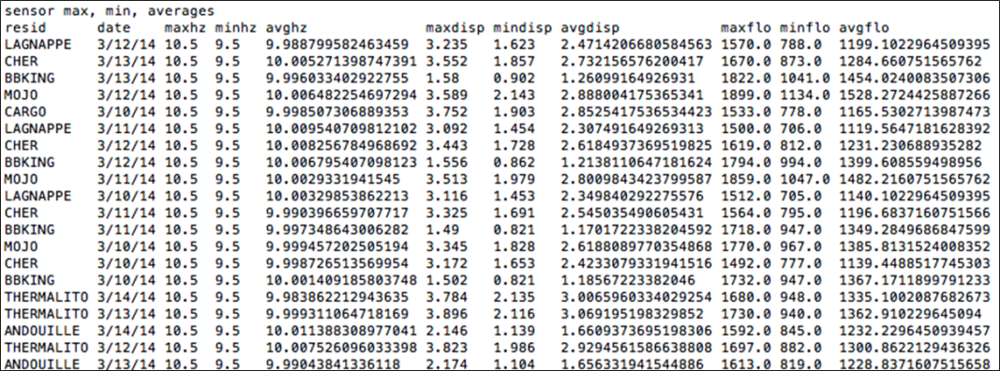 sensor max, min, averages
resid date maxhz minhz avghz maxdisp mindisp avgdisp maxflo minflo avgflo
LAGNAPPE 3/12/14 10.5 9.5 9.988799582463459 3.235 1.623 2.4714206680584563 1570.0 788.0 1199.1022964509395
CHER 3/13/14 10.5 9.5 10.005271398747391 3.552 1.857 2.732156576200417 1670.0 873.0 1284.660751565762
BBKING 3/13/14 10.5 9.5 9.996033402922755 1.58 0.902 1.26099164926931 1822.0 1041.0 1454.0240083507306
MOJO 3/12/14 10.5 9.5 10.006482254697294 3.589 2.143 2.8880041753653​41 1899.0 1134.0 1528.2724425887266
CARGO 3/10/14 10.5 9.5 9.998507306889353 3.752 1.903 2.8525417536534423 1533.0 778.0 1165.5302713987473
LAGNAPPE 3/11/14 10.5 9.5 10.009540709812102 3.092 1.454 2.307491649269313 1500.0 706.0 1119.5647181628392
CHER 3/12/14 10.5 9.5 10.008256784968692 3.443 1.728 2.6184937369519825 1619.0 812.0 1231.230688935282
BBKING 3/12/14 10.5 9.5 10.006795407098123 1.556 0.862 1.2138110647181624 1794.0 994.0 1399.608559498956
MOJO 3/11/14 10.5 9.5 10.0029331941545 3.513 1.979 2.8009843423799587 1859.0 1047.0 1482.2160751565762
LAGNAPPE 3/10/14 10.5 9.5 10.00329853862213 3.116 1.453 2.349840292275576 1512.0 705.0 1140.1022964509395
CHER 3/11/14 10.5 9.5 9.990396659707717 3.325 1.691 2.545035490605431 1564.0 795.0 1196.6837160751566
BBKING 3/11/14 10.5 9.5 9.997348643006282 1.49 0.821 1.1701722338204592 1718.0 947.0 1349.2849686847599
MOJO 3/10/14 10.5 9.5 9.999457202505194 3.345 1.828 2.6188089770354868 1770.0 967.0 1385.81315​24008352
CHER 3/10/14 10.5 9.5 9.998726513569954 3.172 1.653 2.4233079331941516 1492.0 777.0 1139.4488517745303
BBKING 3/10/14 10.5 9.5 10.001409185803748 1.502 0.821 1.18567223382046 1732.0 947.0 1367.1711899791233
THERMALITO 3/14/14 10.5 9.5 9.983862212943635 3.784 2.135 3.0065960334029254 1680.0 948.0 1335.1002087682673
THERMALITO 3/13/14 10.5 9.5 9.999311064718169 3.896 2.116 3.069195198329852 1730.0 940.0 1362.910229645094
ANDOUILLE 3/14/14 10.5 9.5 10.011388308977041 2.146 1.139 1.6609373695198306 1592.0 845.0 1232.2296450939457
THERMALITO 3/12/14 10.5 9.5 10.007526096033398 3.823 1.986 2.9294561586638808 1697.0 882.0 1300.8622129436326
ANDOUILLE 3/13/14 10.5 9.5 9.99043841336118 2.174 1.104 1.6563319415448​86 1613.0 819.0 1228.8371607515658